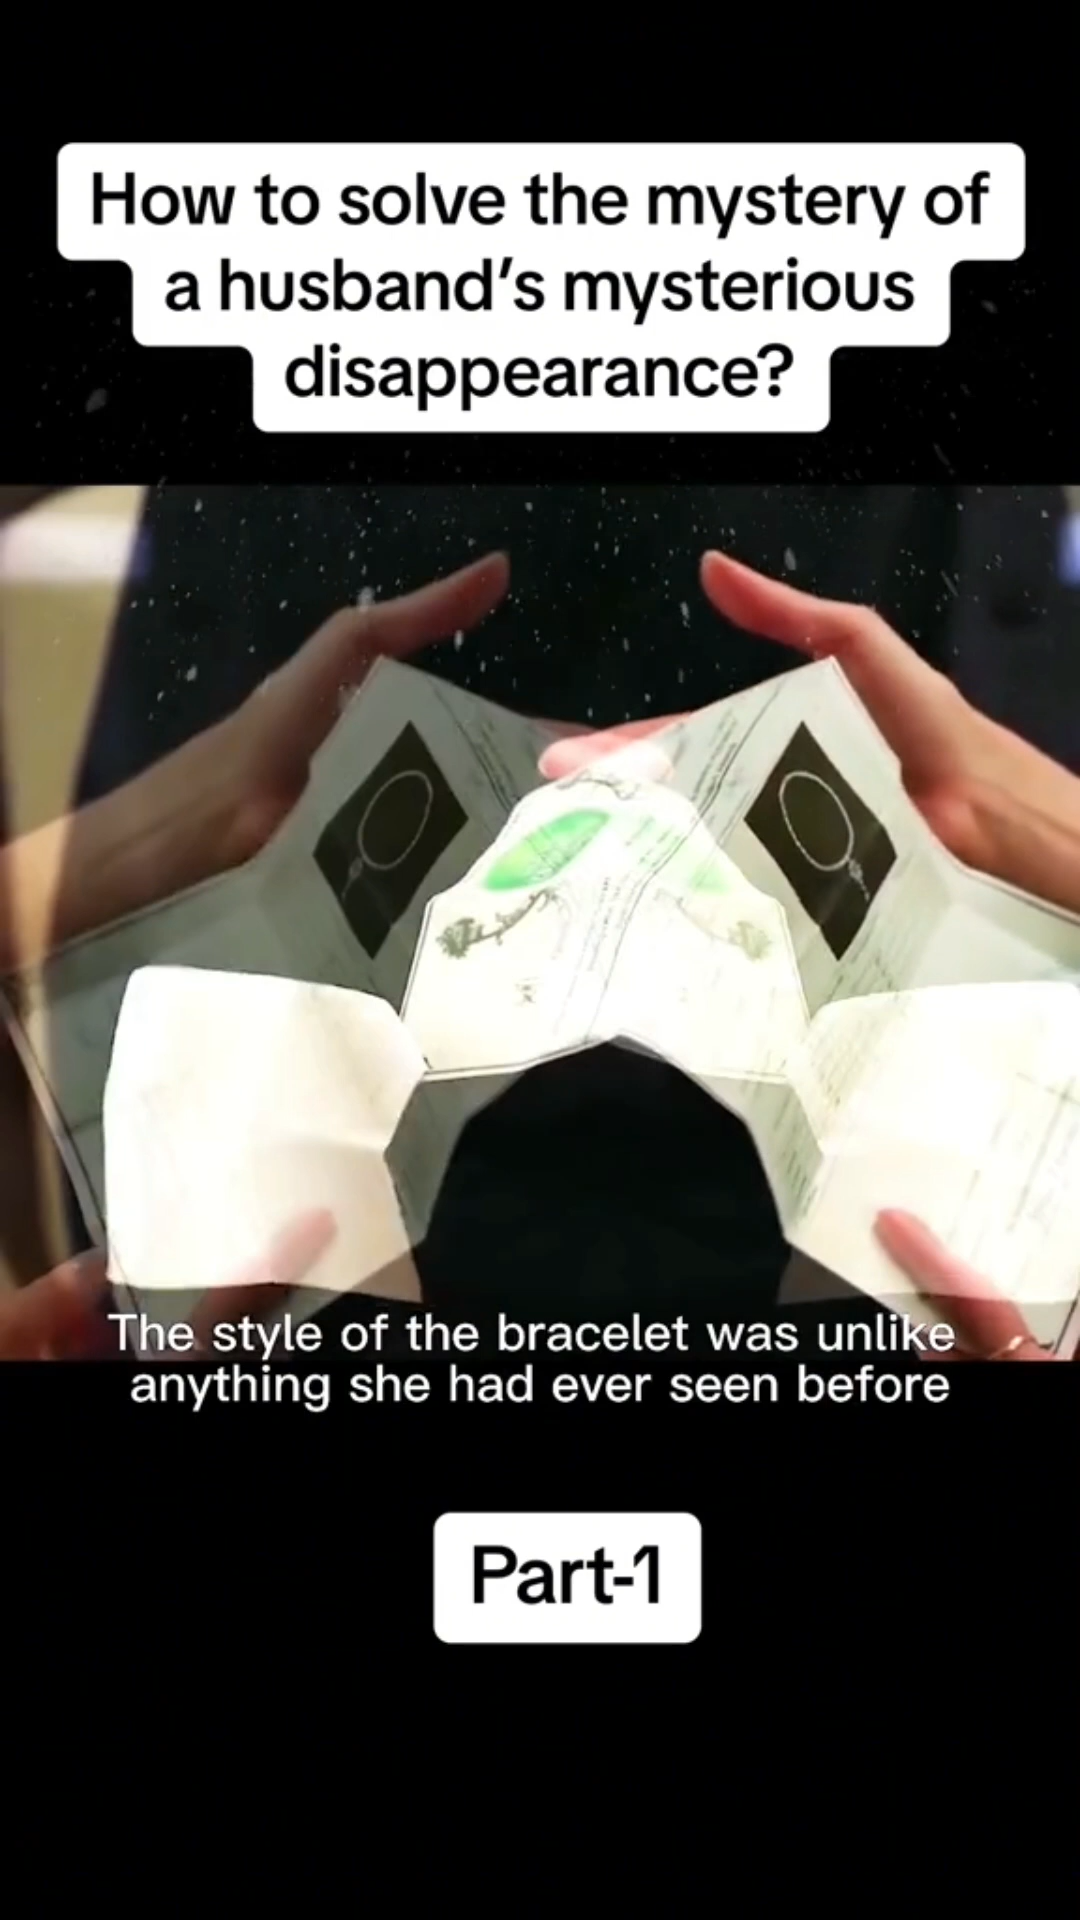 How to solve the mystery of
a husband’s mysterious
disappearance?
The style of the bracelet was unlike
anything she had ever seen before
Part-1